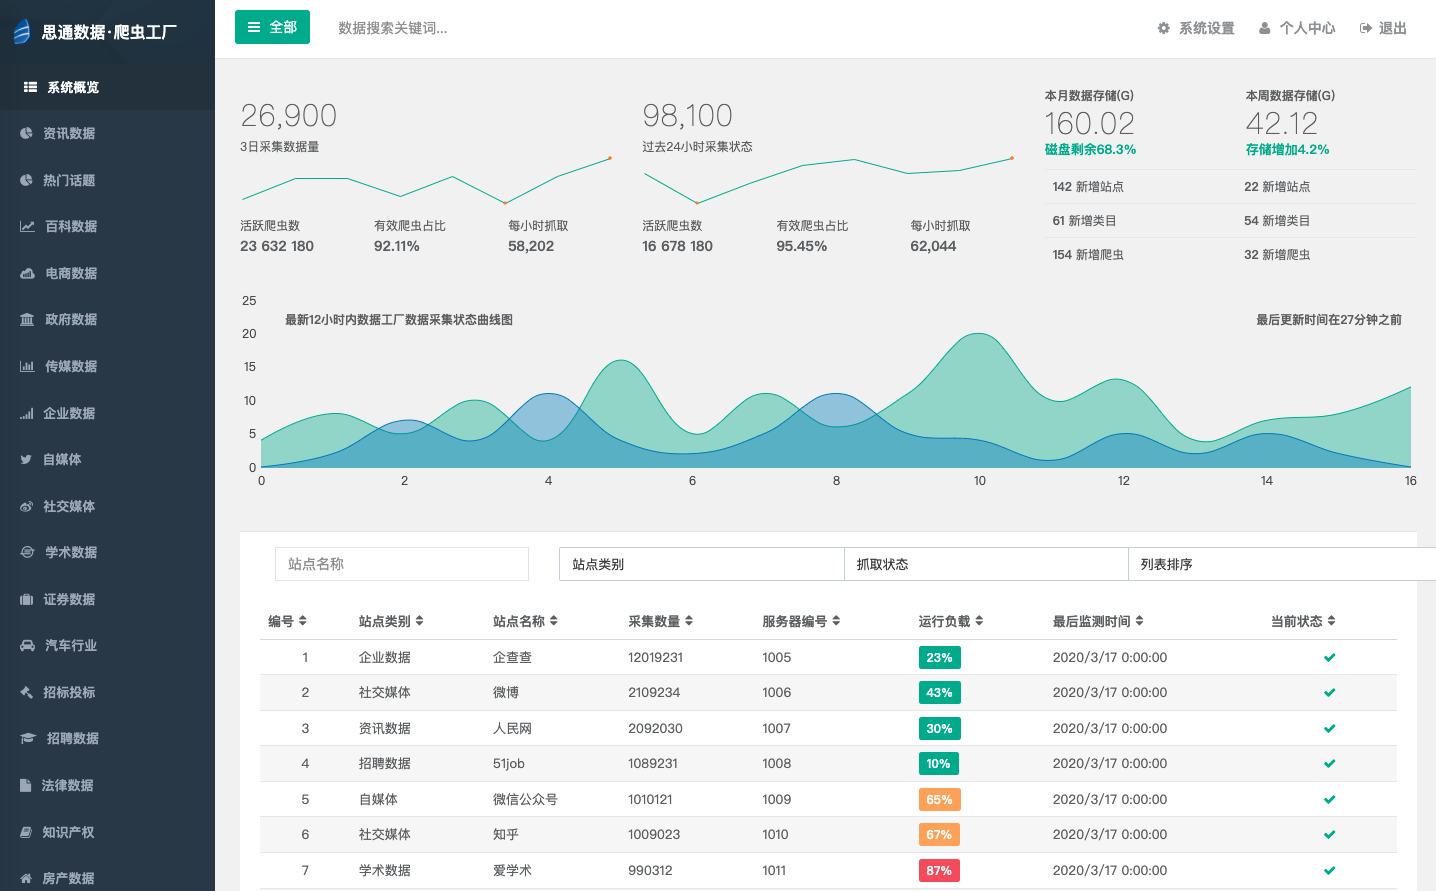 思通数据·爬虫工厂
系统概览
资讯数据
热门话题
百科数据
电商数据
政府数据
传媒数据
企业数据
自媒体
社交媒体
学术数据
证券数据
汽车行业
招标投标
招聘数据
法律数据
知识产权
房产数据
全部 数据搜索关键词... 系统设置 个人中心 退出
26,900
3日采集数据量
活跃爬虫数 有效爬虫占比 每小时抓取
23 632 180 92.11% 58,202
98,100
过去24小时采集状态
活跃爬虫数 有效爬虫占比 每小时抓取
16 678 180 95.45% 62,044
本月数据存储(G) 本周数据存储(G)
160.02 42.12
磁盘剩余68.3% 存储增加4.2%
142 新增站点 22 新增站点
61 新增类目 54 新增类目
154 新增爬虫 32 新增爬虫
最新12小时内数据工厂数据采集状态曲线图 最后更新时间在27分钟之前
25
20
15
10
5
0
0 2 4 6 8 10 12 14 16
站点名称 站点类别 抓取状态 列表排序
编号 站点类别 站点名称 采集数量 服务器编号 运行负载 最后监测时间 当前状态
1 企业数据 企查查 12019231 1005 23% 2020/3/17 0:00:00
2 社交媒体 微博 2109234 1006 43% 2020/3/17 0:00:00
3 资讯数据 人民网 2092030 1007 30% 2020/3/17 0:00:00
4 招聘数据 51job 1089231 1008 10% 2020/3/17 0:00:00
5 自媒体 微信公众号 1010121 1009 65% 2020/3/17 0:00:00
6 社交媒体 知乎 1009023 1010 67% 2020/3/17 0:00:00
7 学术数据 爱学术 990312 1011 87% 2020/3/17 0:00:00